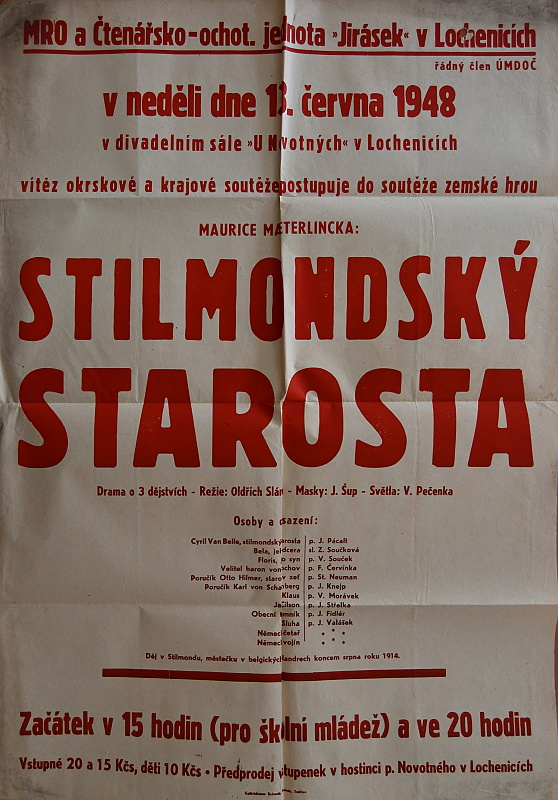 MRO a Čtenářsko-ochot. jednota »Jirásek« v Lochenicích
řádný člen ÚMDOČ
v neděli dne 13. června 1948
v divadelním sále »U Novotných« v Lochenicích
vítěz okrskové a krajové soutěže postupuje do soutěže zemské hrou
MAURICE MAETERLINCKA:
STILMONDSKÝ
STAROSTA
Drama o 3 dějstvích - Režie: Oldřich Slán - Masky: J. Šup - Světla: V. Pečenka
Osoby a obsazení:
Cyril Van Belle, stilmondský starosta p. J. Pácalt
Bela, jeho dcera sl. Z. Součková
Floris, jeho syn p. V. Souček
Velitel baron von p. F. Červinka
Poručík Otto Hilmer, starostův zeť p. St. Neuman
Poručík Karl von p. J. Knejp
Klaus p. V. Morávek
p. J. Střelka
Obecní p. J. Fidlér
Sluha p. J. Valášek
Německý četař * * *
Německý vojín * * *
Děj v Stilmondu, městečku v belgických Flandrech koncem srpna roku 1914.
Začátek v 15 hodin (pro školní mládež) a ve 20 hodin
Vstupné 20 a 15 Kčs, děti 10 Kčs • Předprodej vstupenek v hostinci p. Novotného v Lochenicích